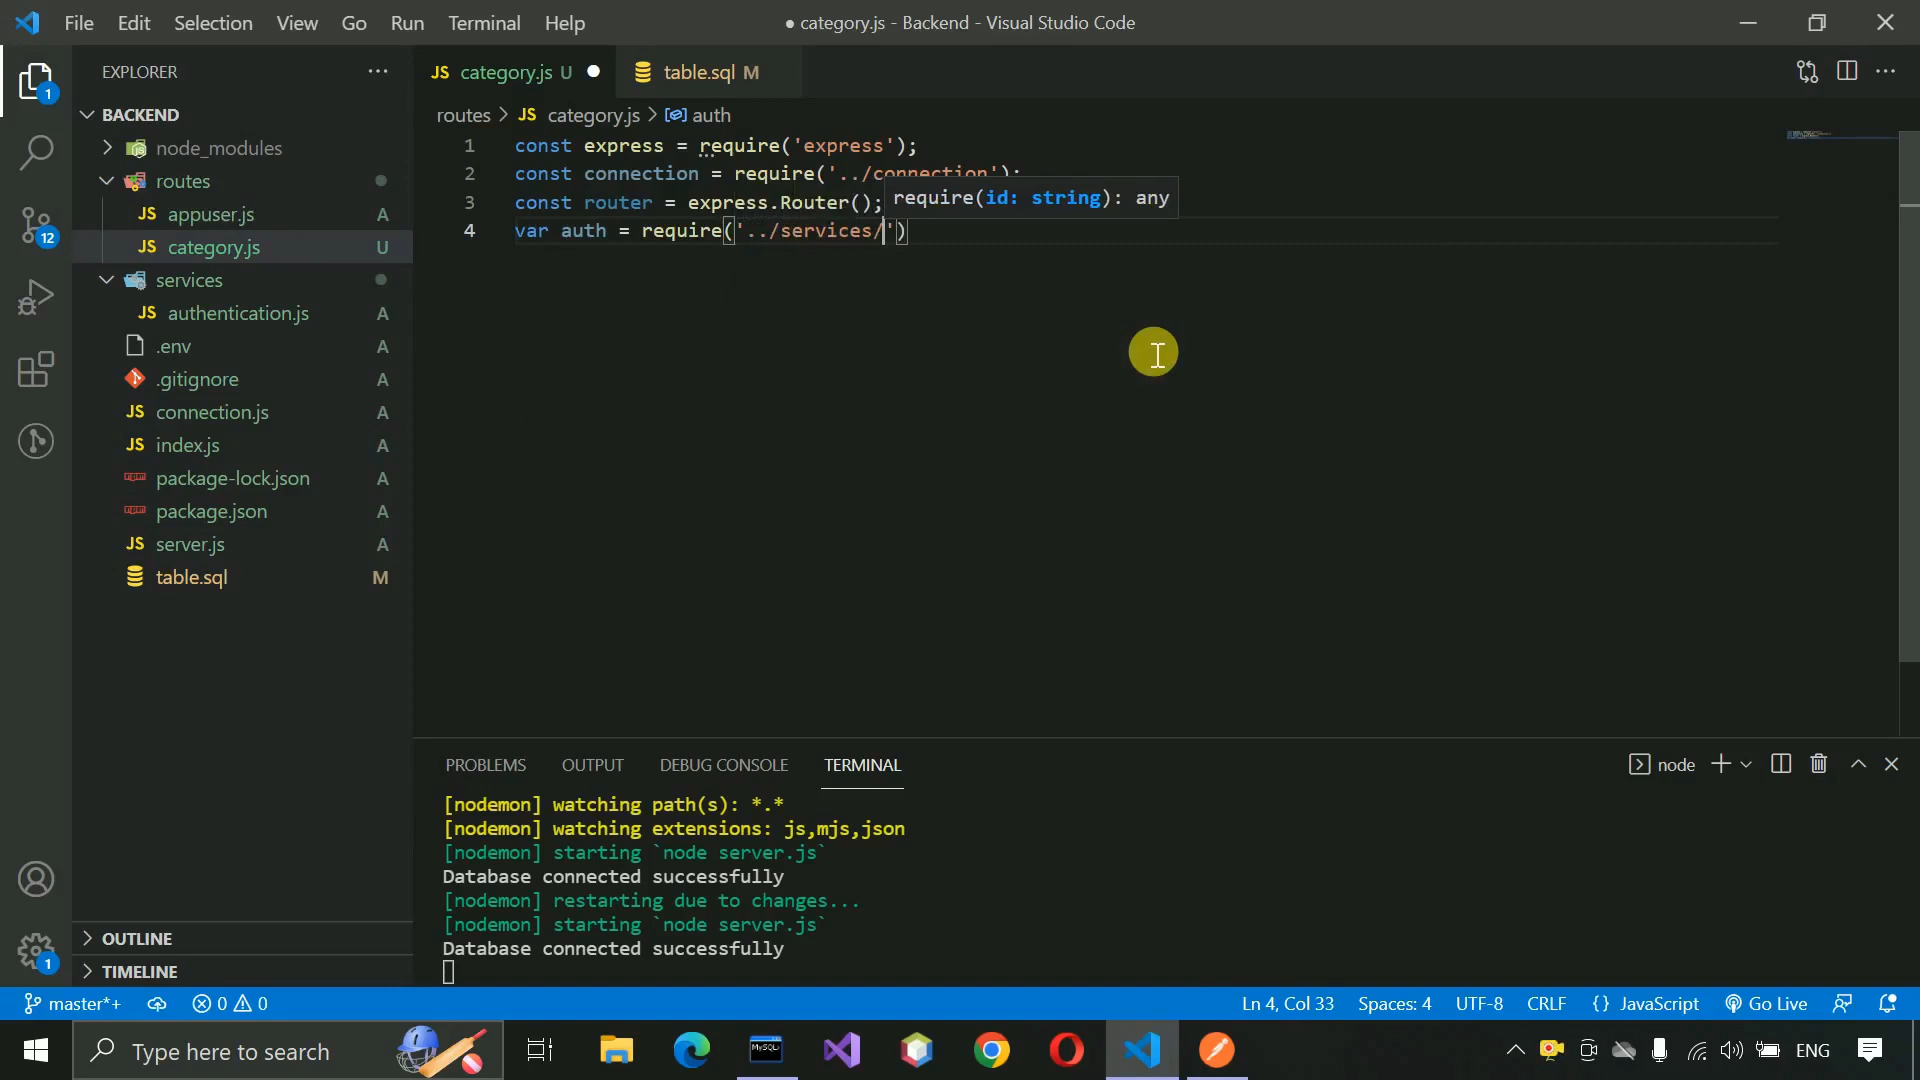 File Edit Selection View Go Run Terminal Help ● category.js - Backend - Visual Studio Code
EXPLORER
JS category.js U
table.sql M
1
BACKEND
routes > JS category.js > auth
node_modules
routes
JS appuser.js A
JS category.js U
services
JS authentication.js A
.env A
.gitignore A
JS connection.js A
JS index.js A
package-lock.json A
package.json A
JS server.js A
table.sql M
12
1 const express = require('express');
2 const connection = require('../connection');
3 const router = express.Router();
require(id: string): any
4 var auth = require('../services/')
PROBLEMS OUTPUT DEBUG CONSOLE TERMINAL
node
[nodemon] watching path(s): *.*
[nodemon] watching extensions: js,mjs,json
[nodemon] starting `node server.js`
Database connected successfully
[nodemon] restarting due to changes...
[nodemon] starting `node server.js`
Database connected successfully
OUTLINE
TIMELINE
1
master*+ 0 0 Ln 4, Col 33 Spaces: 4 UTF-8 CRLF {} JavaScript Go Live
Type here to search
MySQL
ENG